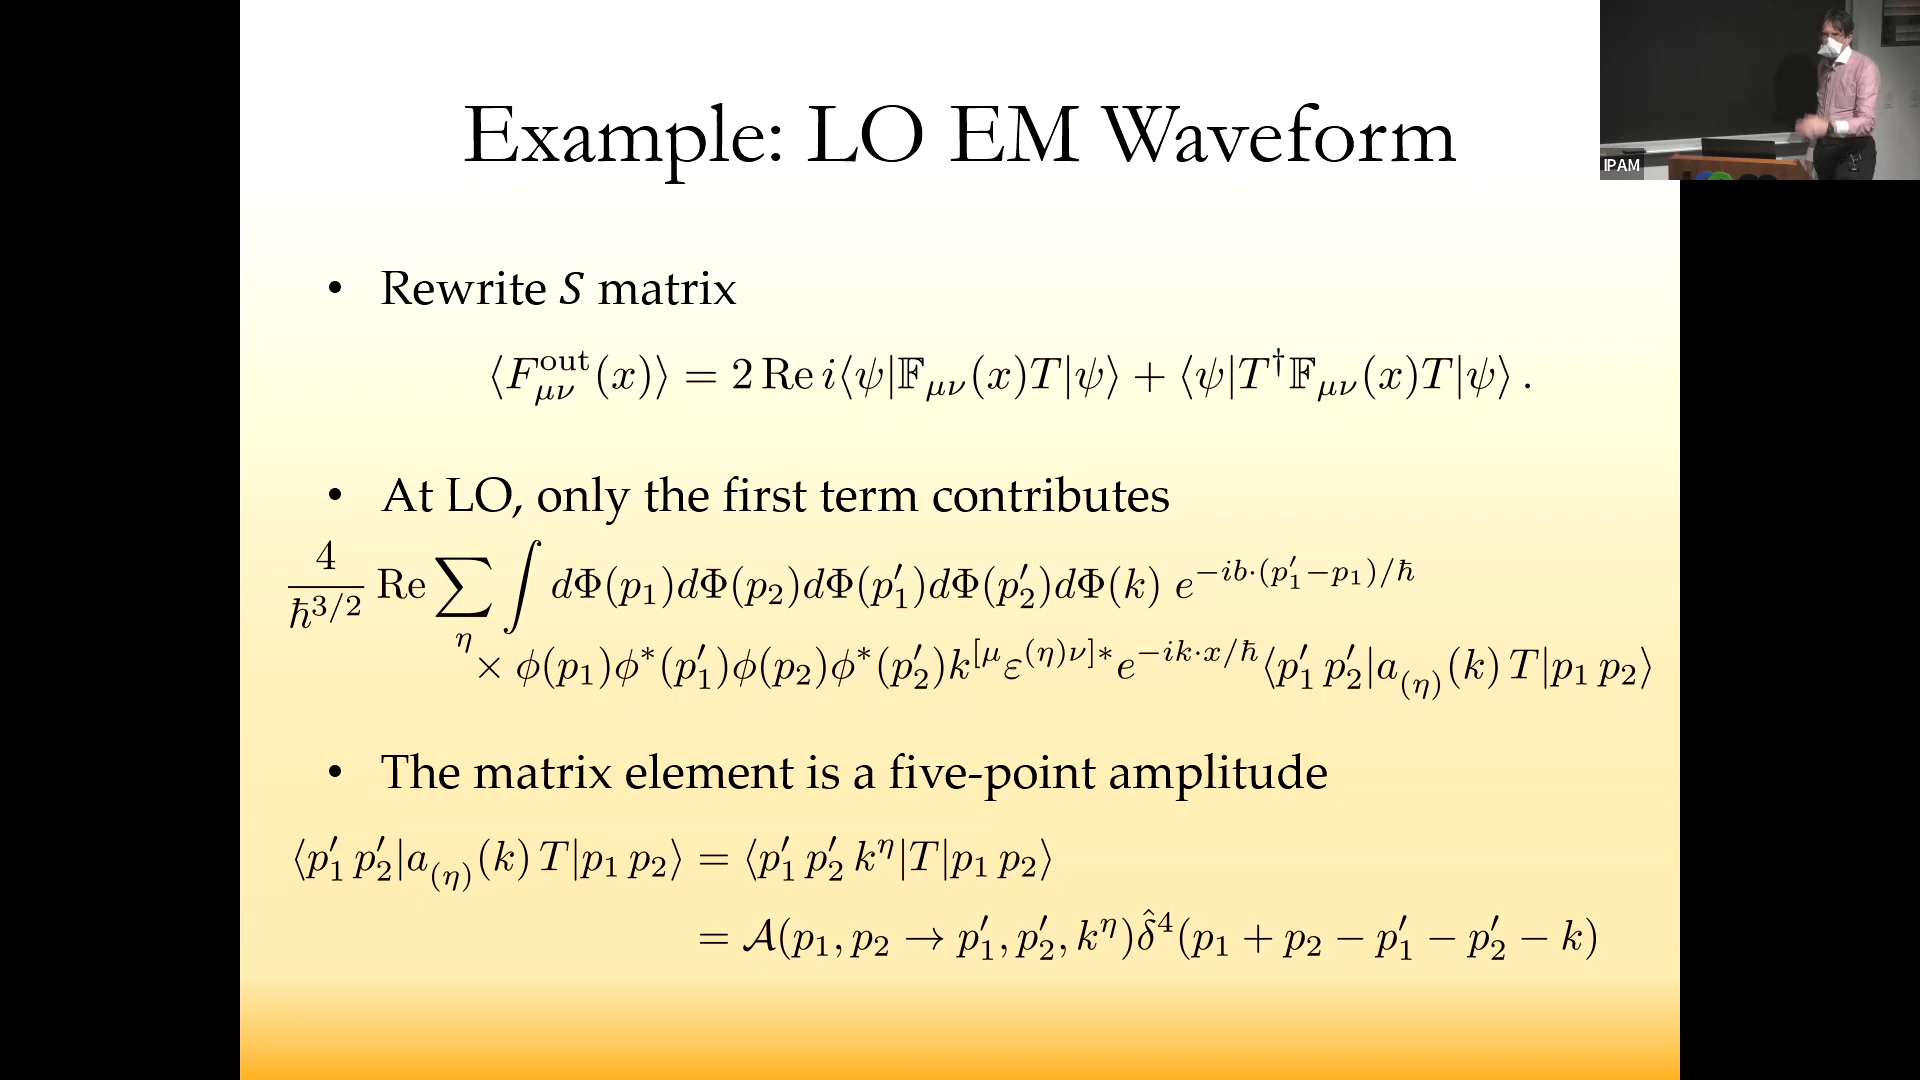 Example: LO EM Waveform
IPAM
• Rewrite S matrix
⟨F^{out}_{μν}(x)⟩ = 2 Re i⟨ψ|𝔽_{μν}(x)T|ψ⟩ + ⟨ψ|T^†𝔽_{μν}(x)T|ψ⟩ .
• At LO, only the first term contributes
\frac{4}{ℏ^{3/2}} Re ∑_η ∫ dΦ(p_1)dΦ(p_2)dΦ(p'_1)dΦ(p'_2)dΦ(k) e^{−ib·(p'_1−p_1)/ℏ}
× ϕ(p_1)ϕ^*(p'_1)ϕ(p_2)ϕ^*(p'_2)k^{[μ}ε^{(η)ν]*}e^{−ik·x/ℏ}⟨p'_1 p'_2|a_{(η)}(k) T|p_1 p_2⟩
• The matrix element is a five-point amplitude
⟨p'_1 p'_2|a_{(η)}(k) T|p_1 p_2⟩ = ⟨p'_1 p'_2 k^η|T|p_1 p_2⟩
= 𝒜(p_1, p_2 → p'_1, p'_2, k^η)δ̂^4(p_1 + p_2 − p'_1 − p'_2 − k)